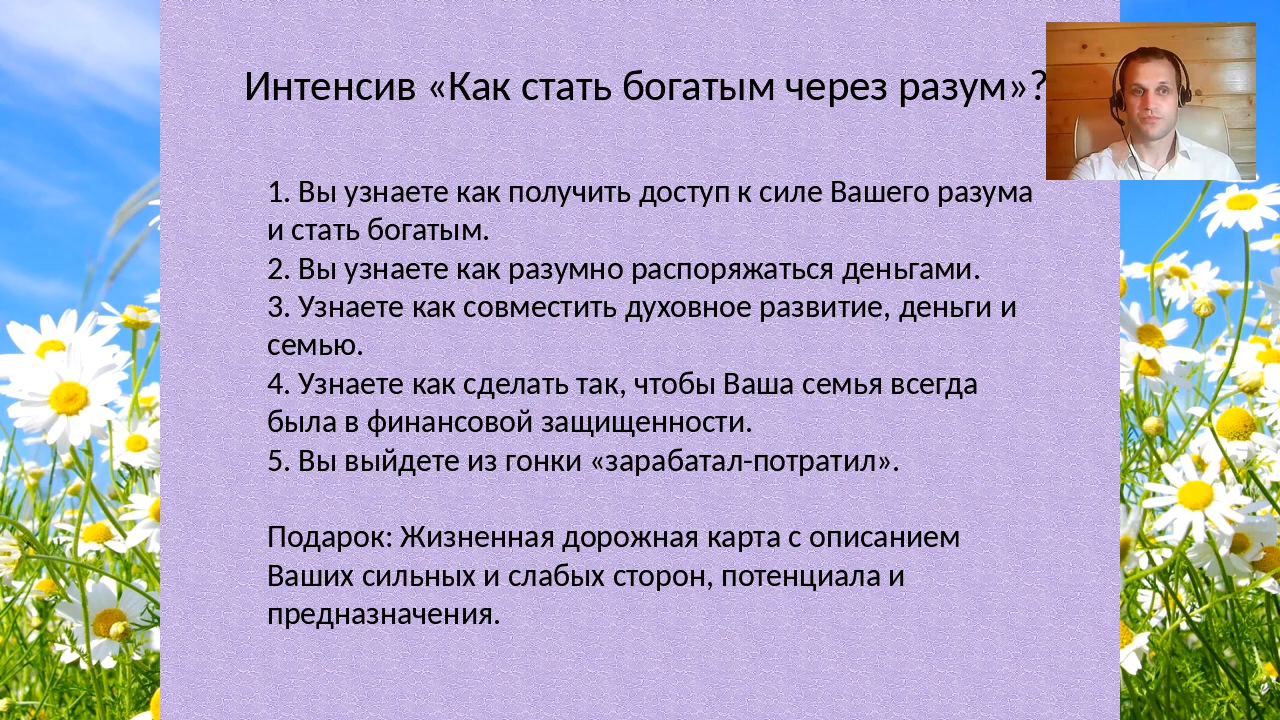 Интенсив «Как стать богатым через разум»?
1. Вы узнаете как получить доступ к силе Вашего разума
и стать богатым.
2. Вы узнаете как разумно распоряжаться деньгами.
3. Узнаете как совместить духовное развитие, деньги и
семью.
4. Узнаете как сделать так, чтобы Ваша семья всегда
была в финансовой защищенности.
5. Вы выйдете из гонки «зарабатал-потратил».
Подарок: Жизненная дорожная карта с описанием
Ваших сильных и слабых сторон, потенциала и
предназначения.